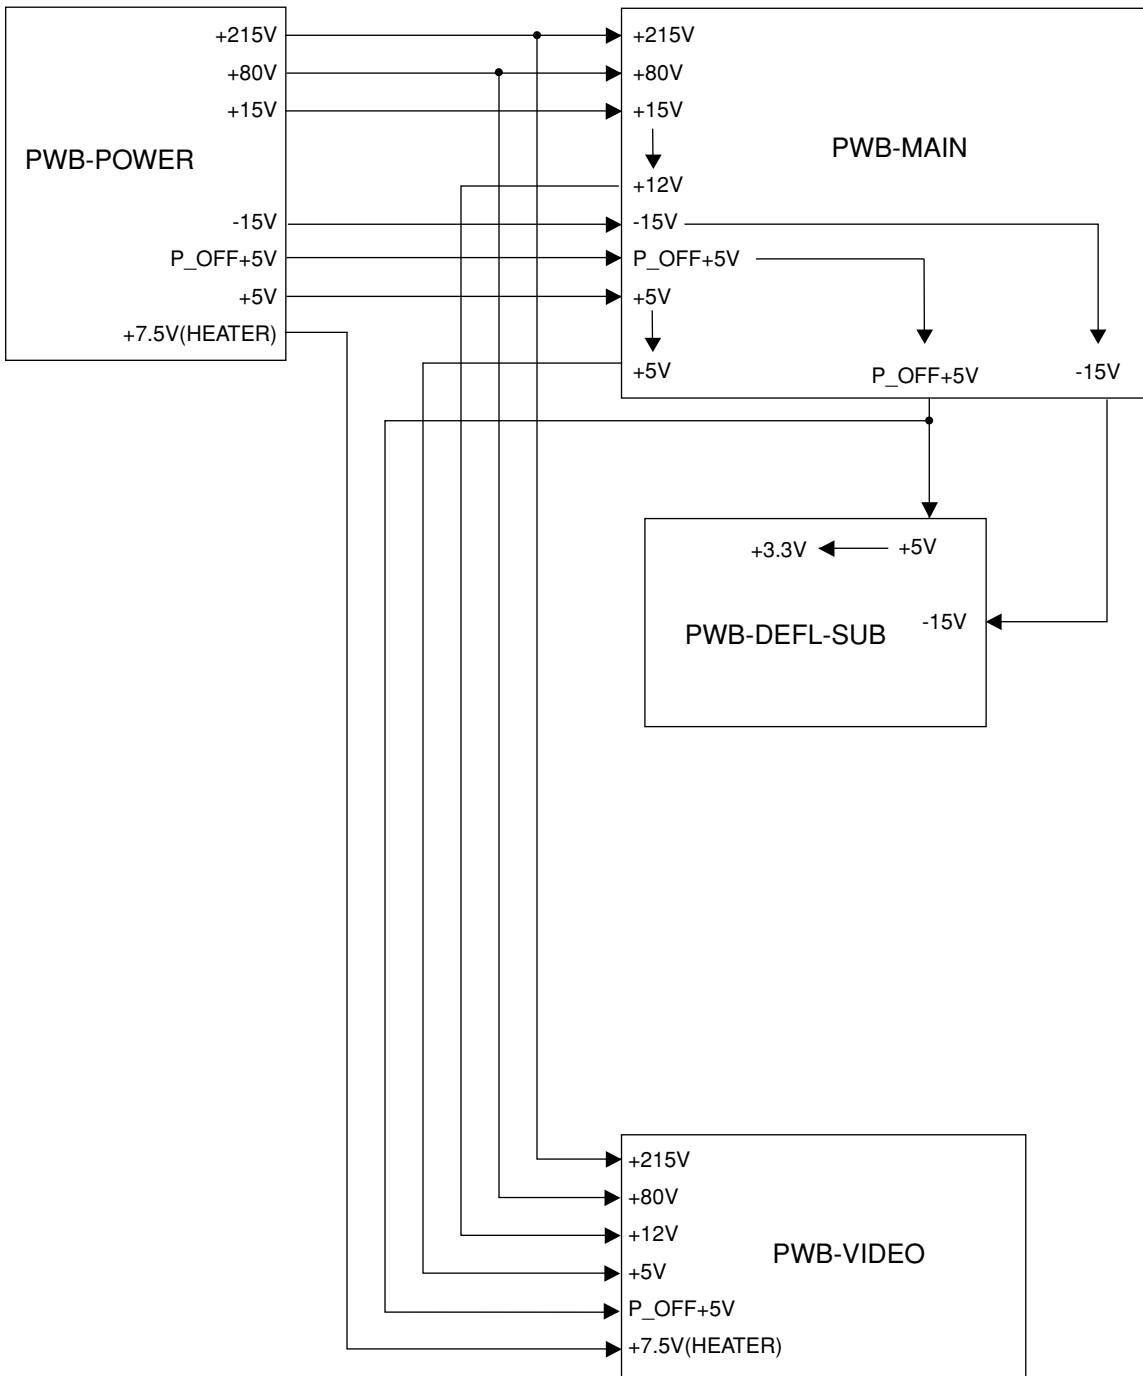 +215V
+80V
+15V
PWB-POWER
-15V
P_OFF+5V
+5V
+7.5V(HEATER)
+215V
+80V
+15V
PWB-MAIN
+12V
-15V
P_OFF+5V
+5V
+5V
P_OFF+5V
-15V
+3.3V
+5V
-15V
PWB-DEFL-SUB
+215V
+80V
+12V
PWB-VIDEO
+5V
P_OFF+5V
+7.5V(HEATER)